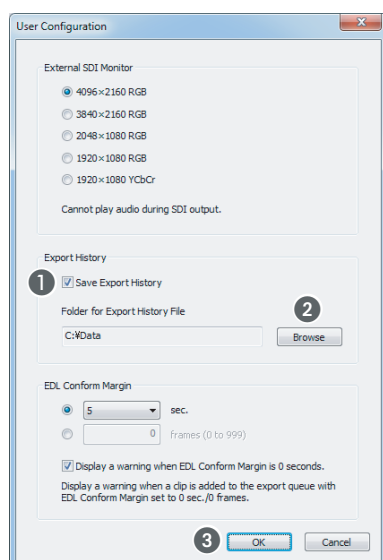 User Configuration
External SDI Monitor
4096×2160 RGB
3840×2160 RGB
2048×1080 RGB
1920×1080 RGB
1920×1080 YCbCr
Cannot play audio during SDI output.
Export History
1 Save Export History
Folder for Export History File
2
C:¥Data
Browse
EDL Conform Margin
5 sec.
0 frames (0 to 999)
Display a warning when EDL Conform Margin is 0 seconds.
Display a warning when a clip is added to the export queue with
EDL Conform Margin set to 0 sec./0 frames.
3 OK Cancel